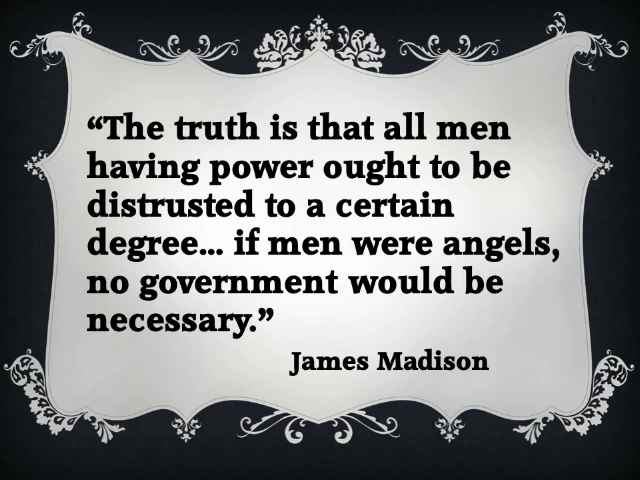 “The truth is that all men
having power ought to be
distrusted to a certain
degree... if men were angels,
no government would be
necessary.”
James Madison